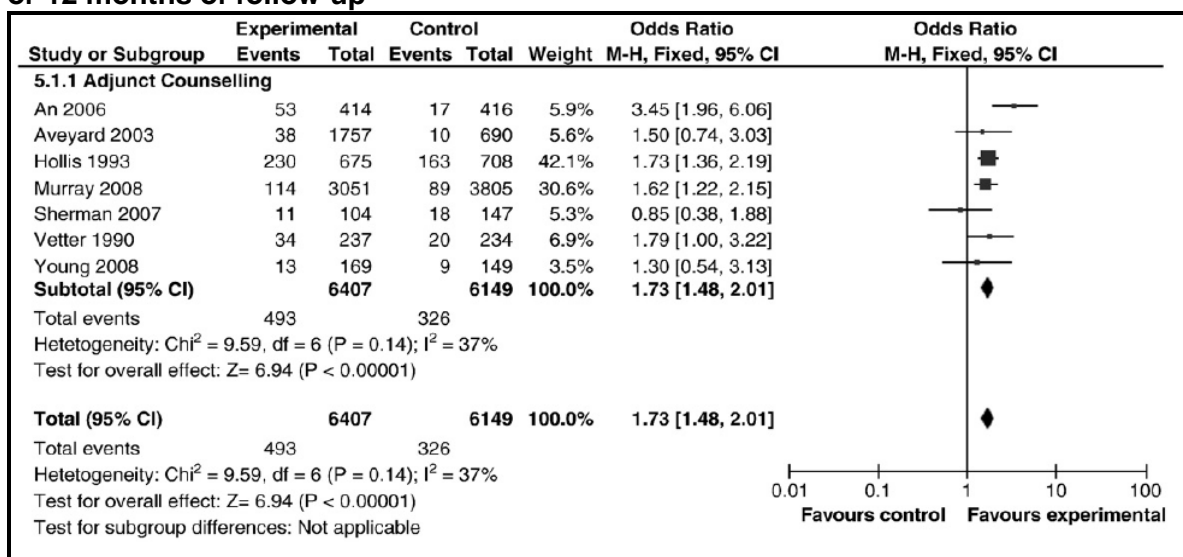 or 12 months of follow-up
Experimental Control Odds Ratio Odds Ratio
Study or Subgroup Events Total Events Total Weight M-H, Fixed, 95% CI M-H, Fixed, 95% CI
5.1.1 Adjunct Counselling
An 2006 53 414 17 416 5.9% 3.45 [1.96, 6.06]
Aveyard 2003 38 1757 10 690 5.6% 1.50 [0.74, 3.03]
Hollis 1993 230 675 163 708 42.1% 1.73 [1.36, 2.19]
Murray 2008 114 3051 89 3805 30.6% 1.62 [1.22, 2.15]
Sherman 2007 11 104 18 147 5.3% 0.85 [0.38, 1.88]
Vetter 1990 34 237 20 234 6.9% 1.79 [1.00, 3.22]
Young 2008 13 169 9 149 3.5% 1.30 [0.54, 3.13]
Subtotal (95% CI) 6407 6149 100.0% 1.73 [1.48, 2.01]
Total events 493 326
Hetetogeneity: Chi² = 9.59, df = 6 (P = 0.14); I² = 37%
Test for overall effect: Z= 6.94 (P < 0.00001)
Total (95% CI) 6407 6149 100.0% 1.73 [1.48, 2.01]
Total events 493 326
Hetetogeneity: Chi² = 9.59, df = 6 (P = 0.14); I² = 37%
Test for overall effect: Z= 6.94 (P < 0.00001)
Test for subgroup differences: Not applicable
0.01 0.1 1 10 100
Favours control Favours experimental